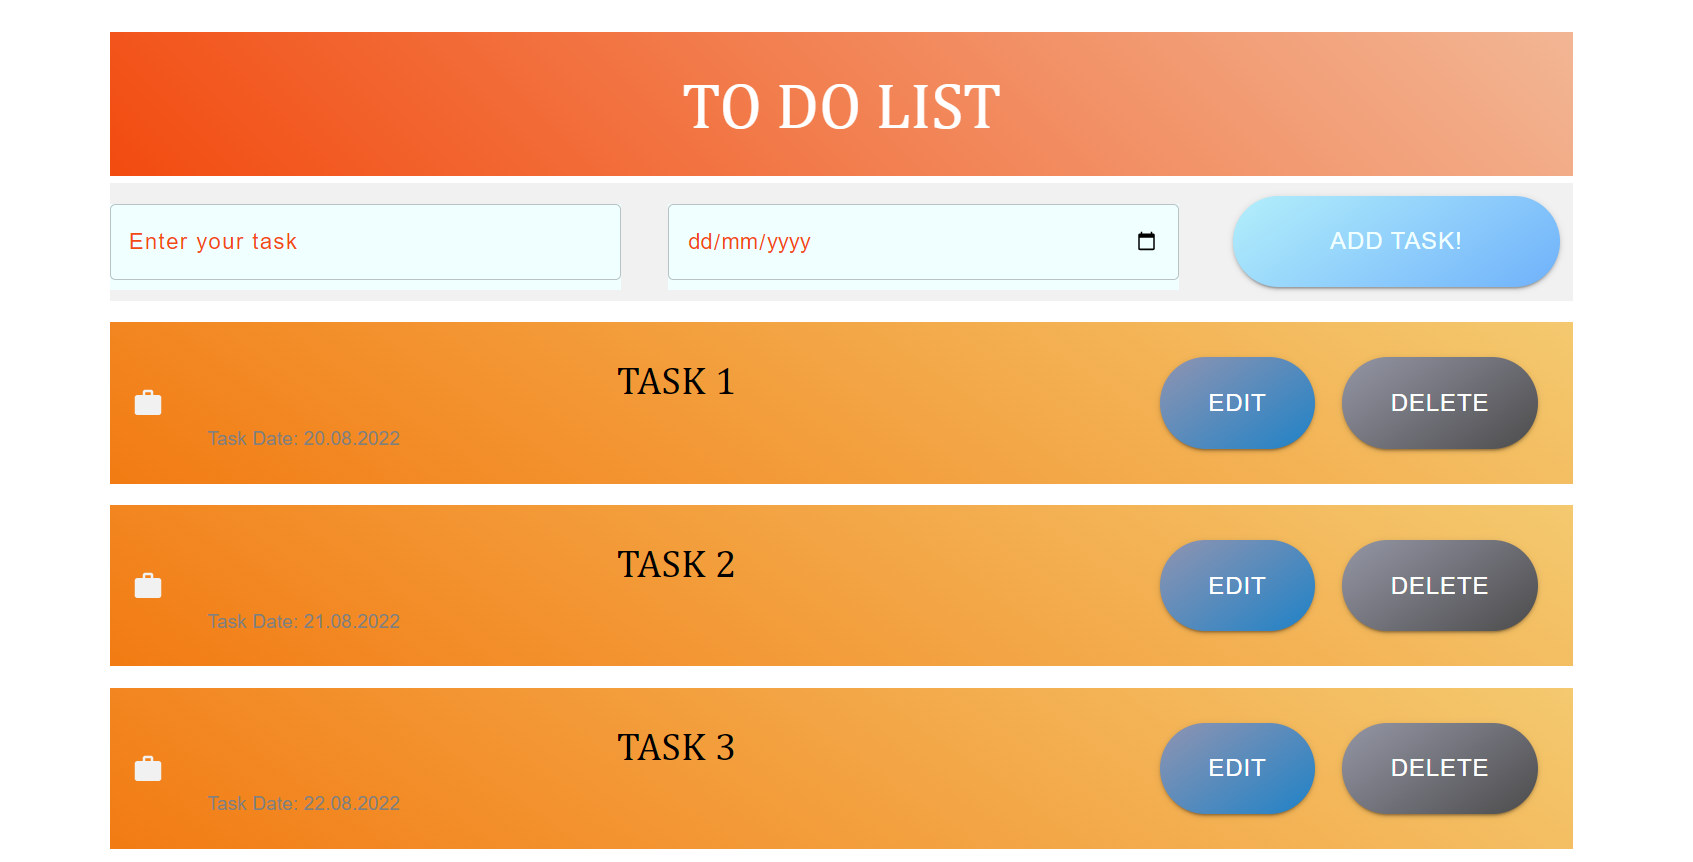 TO DO LIST
Enter your task
dd/mm/yyyy
ADD TASK!
TASK 1
Task Date: 20.08.2022
EDIT
DELETE
TASK 2
Task Date: 21.08.2022
EDIT
DELETE
TASK 3
Task Date: 22.08.2022
EDIT
DELETE